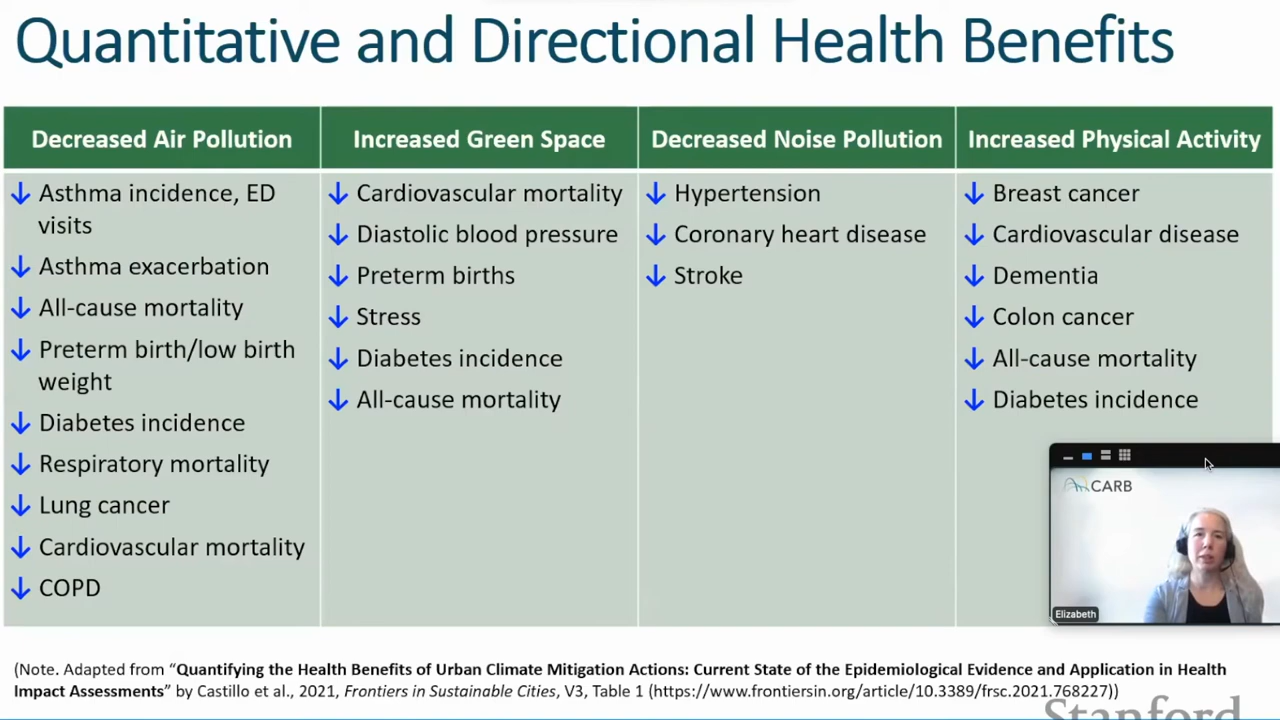 Quantitative and Directional Health Benefits
Decreased Air Pollution
↓ Asthma incidence, ED
visits
↓ Asthma exacerbation
↓ All-cause mortality
↓ Preterm birth/low birth
weight
↓ Diabetes incidence
↓ Respiratory mortality
↓ Lung cancer
↓ Cardiovascular mortality
↓ COPD
Increased Green Space
↓ Cardiovascular mortality
↓ Diastolic blood pressure
↓ Preterm births
↓ Stress
↓ Diabetes incidence
↓ All-cause mortality
Decreased Noise Pollution
↓ Hypertension
↓ Coronary heart disease
↓ Stroke
Increased Physical Activity
↓ Breast cancer
↓ Cardiovascular disease
↓ Dementia
↓ Colon cancer
↓ All-cause mortality
↓ Diabetes incidence
CARB
Elizabeth
(Note. Adapted from “Quantifying the Health Benefits of Urban Climate Mitigation Actions: Current State of the Epidemiological Evidence and Application in Health
Impact Assessments” by Castillo et al., 2021, Frontiers in Sustainable Cities, V3, Table 1 (https://www.frontiersin.org/article/10.3389/frsc.2021.768227))
Stanford